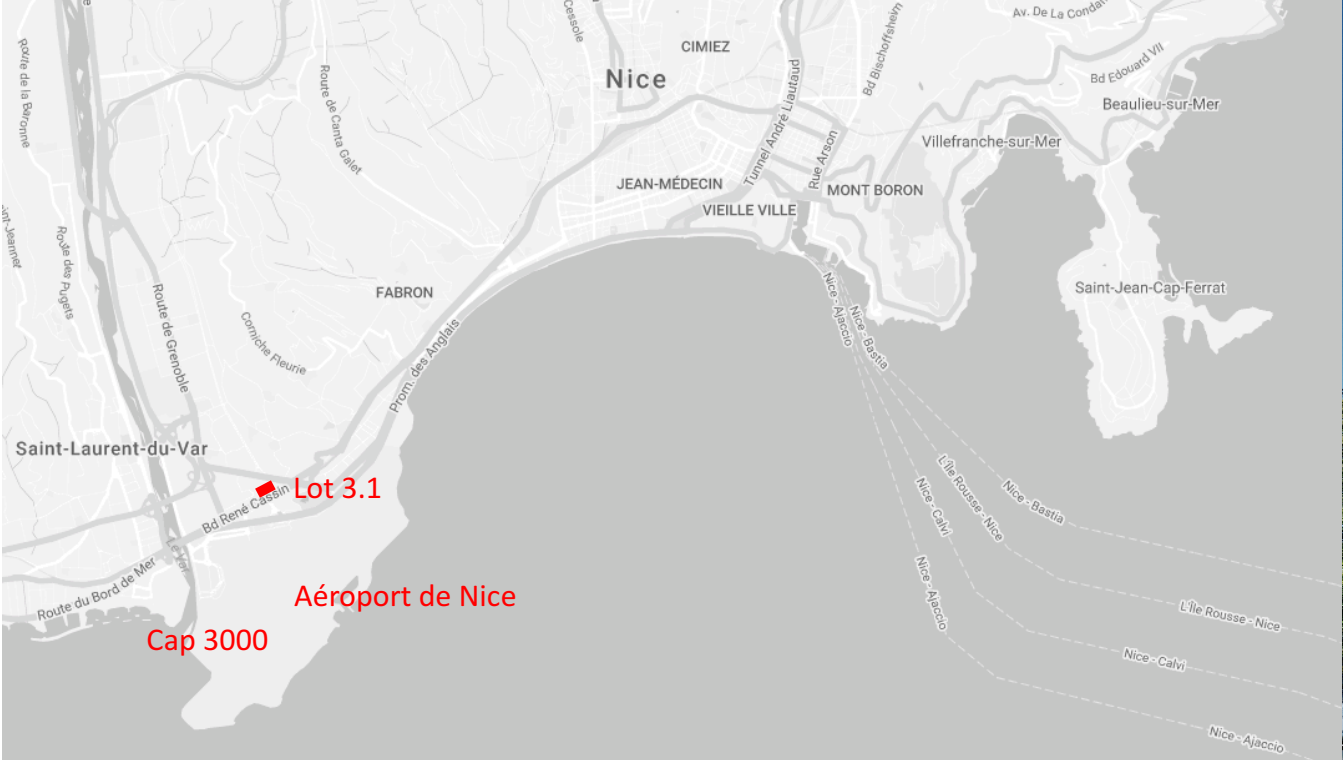 Cessole
Av. De La Condam
CIMIEZ
Nice
Bd Bischoffsheim
Bd Edouard VII
Route de la Baronne
Route de Canta Galet
Tunnel André Liautaud
Beaulieu-sur-Mer
Rue Arson
Villefranche-sur-Mer
JEAN-MÉDECIN
MONT BORON
VIEILLE VILLE
int-Jeannet
Route des Pugets
Route de Grenoble
FABRON
Saint-Jean-Cap-Ferrat
Nice - Ajaccio
Nice - Bastia
Corniche Fleurie
Prom. des Anglais
Saint-Laurent-du-Var
Lot 3.1
Bd René Cassin
L'Île Rousse - Nice
Nice - Calvi
Nice - Bastia
Le Var
Route du Bord de Mer
Aéroport de Nice
Nice - Ajaccio
L'Île Rousse - Nice
Cap 3000
Nice - Calvi
Nice - Ajaccio